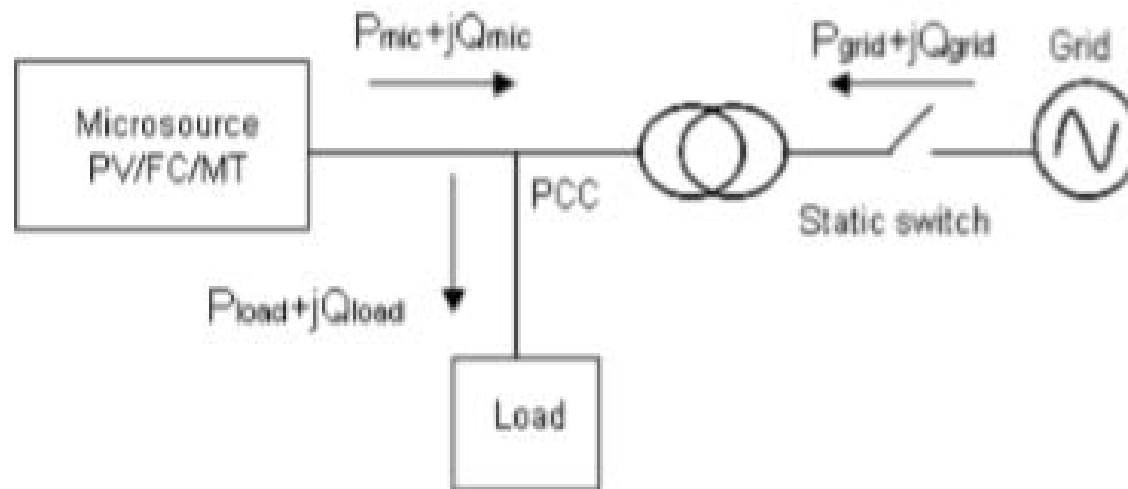 Pmic+jQmic
Pgrid+jQgrid
Grid
Microsource
PV/FC/MT
PCC
Static switch
Pload+jQload
Load